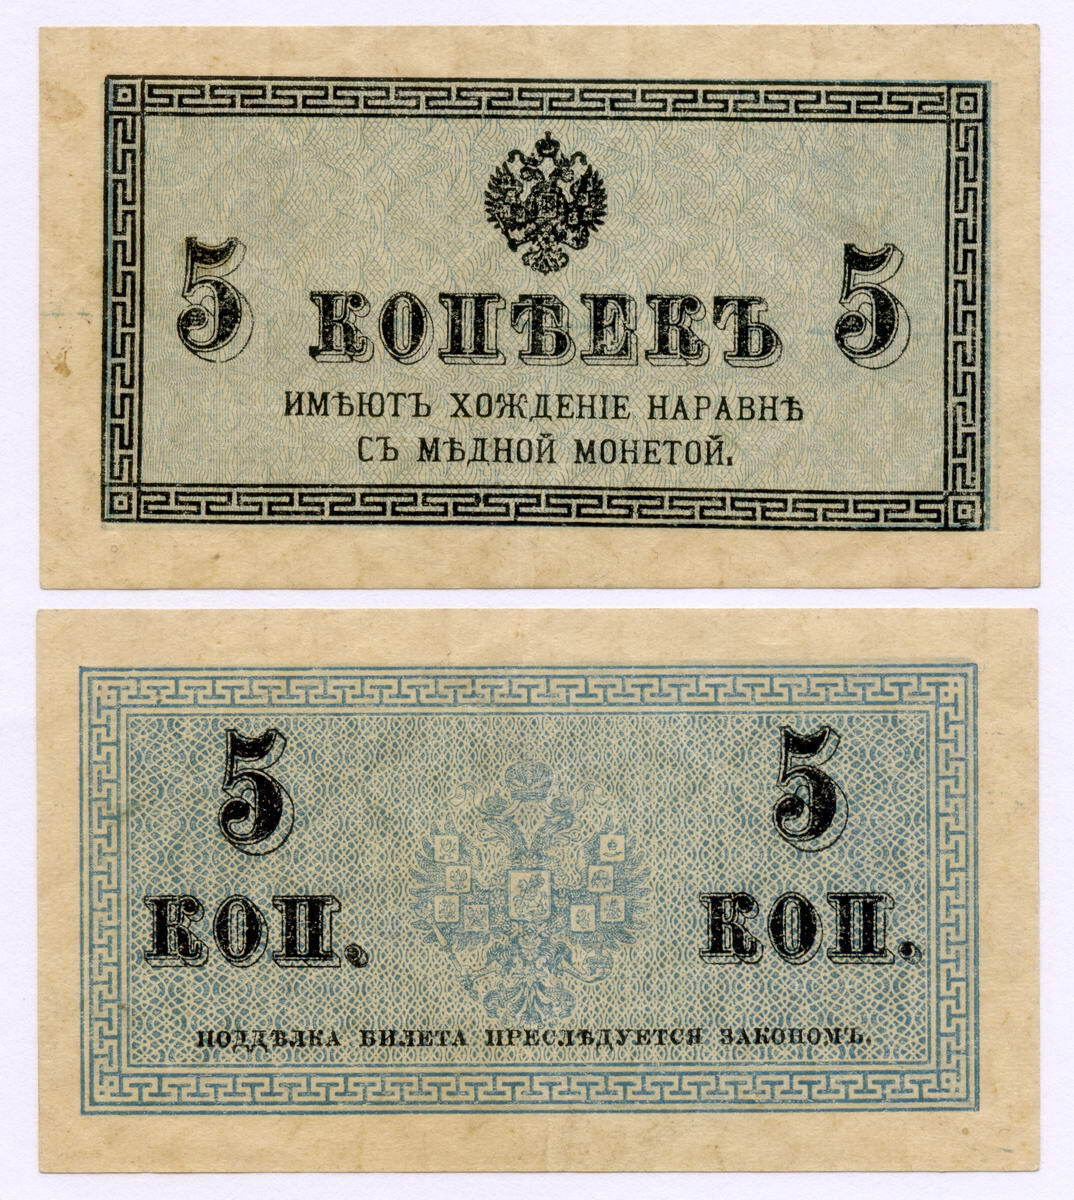 5 КОПѢЕКЪ 5
ИМѢЮТЪ ХОЖДЕНІЕ НАРАВНѢ
СЪ МѢДНОЙ МОНЕТОЙ.
5 5
КОП. КОП.
ПОДДѢЛКА БИЛЕТА ПРЕСЛѢДУЕТСЯ ЗАКОНОМЪ.